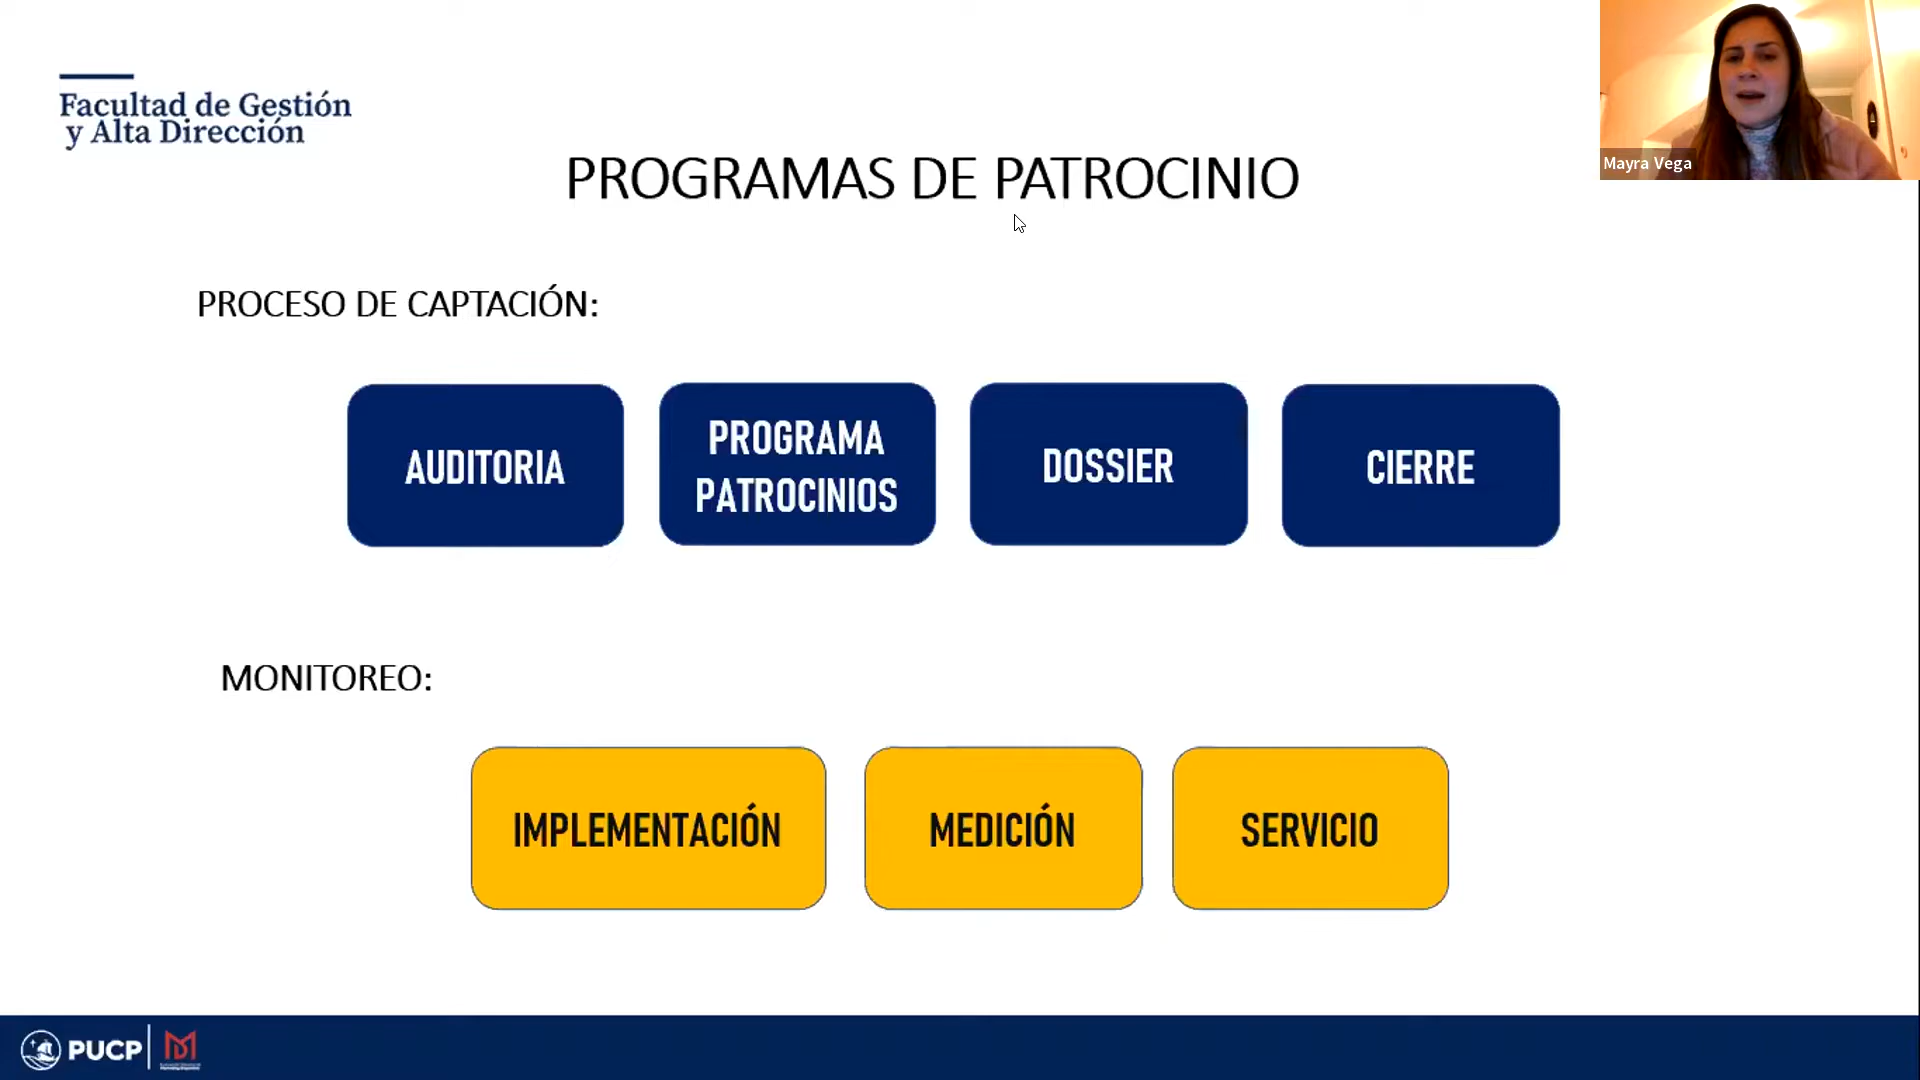 Facultad de Gestión
y Alta Dirección
Mayra Vega
PROGRAMAS DE PATROCINIO
PROCESO DE CAPTACIÓN:
AUDITORIA
PROGRAMA
PATROCINIOS
DOSSIER
CIERRE
MONITOREO:
IMPLEMENTACIÓN
MEDICIÓN
SERVICIO
PUCP